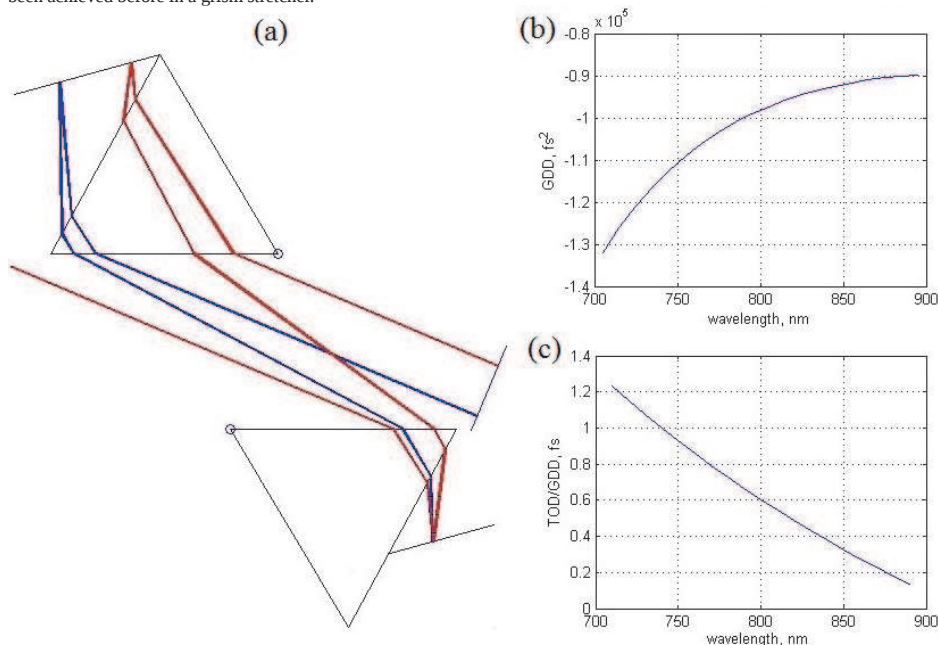 been achieved before in a grism stretcher.
(a)
(b)
x 10^5
-0.8
-0.9
-1
-1.1
-1.2
-1.3
-1.4
GDD, fs^2
700 750 800 850 900
wavelength, nm
(c)
1.4
1.2
1
0.8
0.6
0.4
0.2
0
TOD/GDD, fs
700 750 800 850 900
wavelength, nm